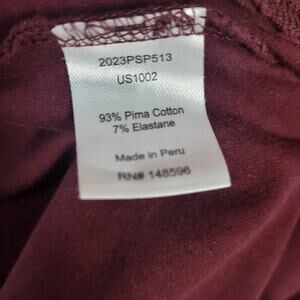 2023PSP513
US1002
93% Pima Cotton
7% Elastane
Made in Peru
RN# 148596